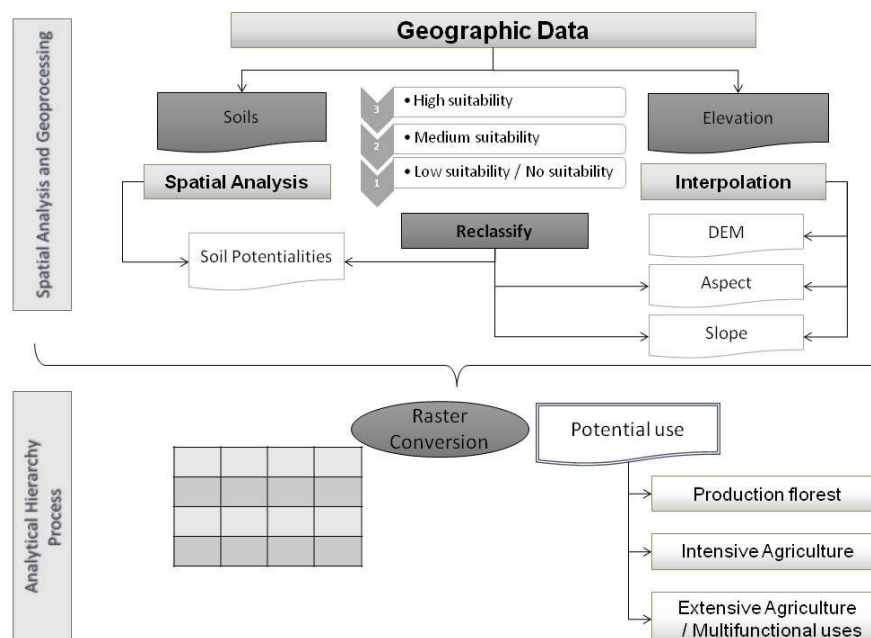 Spatial Analysis and Geoprocessing
Geographic Data
Soils
3
• High suitability
2
• Medium suitability
1
• Low suitability / No suitability
Elevation
Spatial Analysis
Interpolation
Reclassify
Soil Potentialities
DEM
Aspect
Slope
Analytical Hierarchy
Process
Raster
Conversion
Potential use
Production florest
Intensive Agriculture
Extensive Agriculture
/ Multifunctional uses